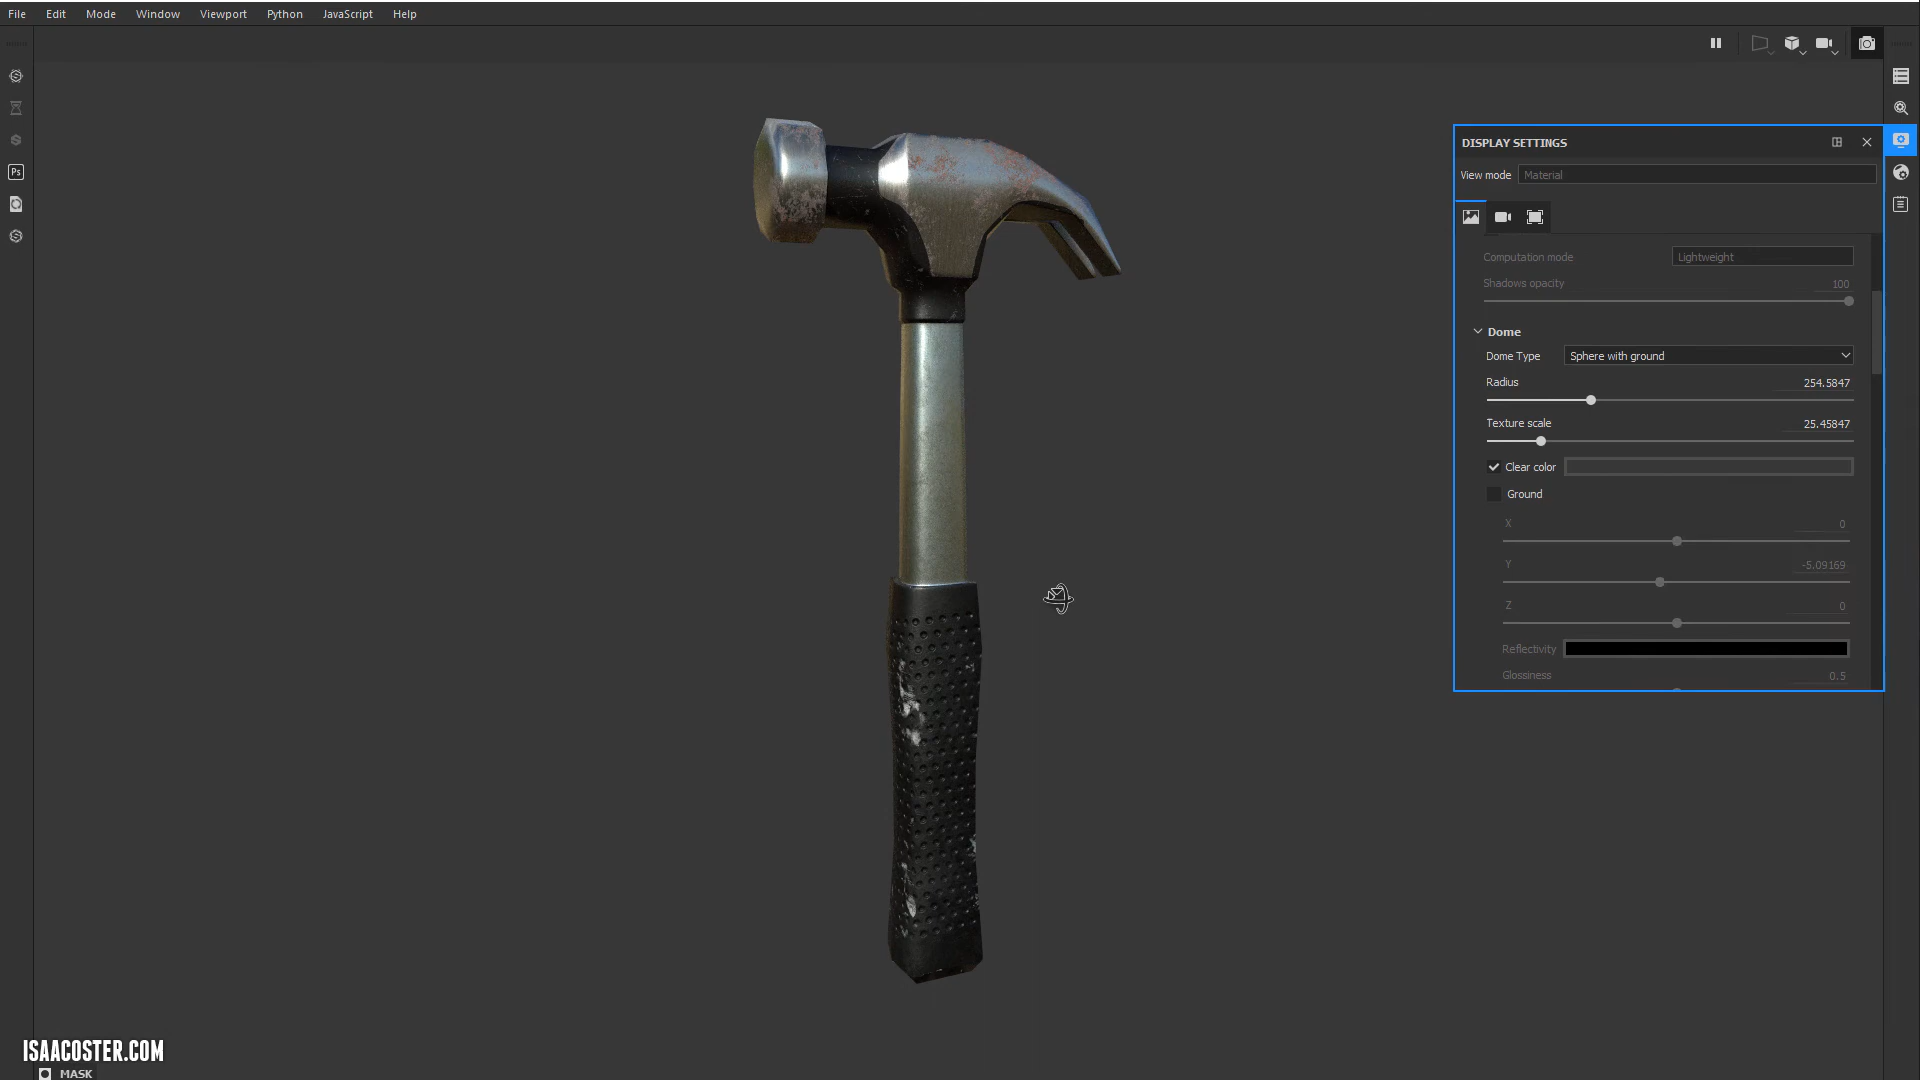 File Edit Mode Window Viewport Python JavaScript Help
Ps
DISPLAY SETTINGS
View mode Material
Computation mode Lightweight
Shadows opacity 100
Dome
Dome Type Sphere with ground
Radius 254.5847
Texture scale 25.45847
Clear color
Ground
X 0
Y -5.09169
Z 0
Reflectivity
Glossiness 0.5
ISAACOSTER.COM
MASK